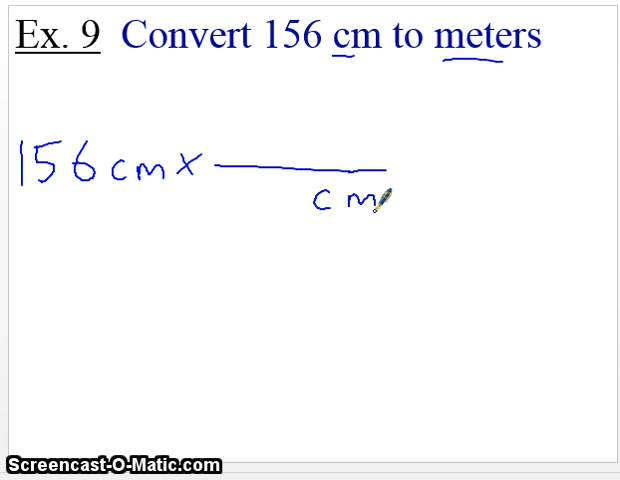 Ex. 9 Convert 156 cm to meters
156 cm x
cm
Screencast-O-Matic.com